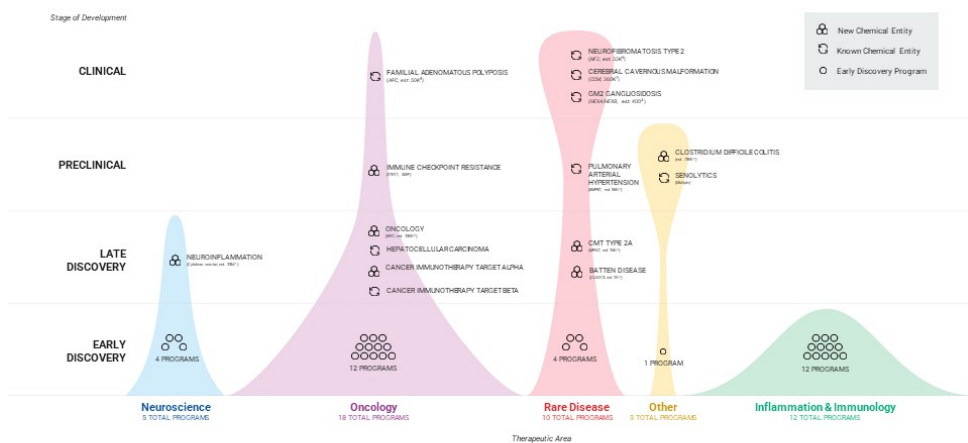 Stage of Development
New Chemical Entity
Known Chemical Entity
Early Discovery Program
CLINICAL
FAMILIAL ADENOMATOUS POLYPOSIS
NEUROFIBROMATOSIS TYPE 2
CEREBRAL CAVERNOUS MALFORMATION
GM2 GANGLIOSIDOSIS
PRECLINICAL
IMMUNE CHECKPOINT RESISTANCE
PULMONARY
ARTERIAL
HYPERTENSION
CLOSTRIDIUM DIFFICILE COLITIS
SENOLYTICS
LATE
DISCOVERY
NEUROINFLAMMATION
ONCOLOGY
HEPATOCELLULAR CARCINOMA
CANCER IMMUNOTHERAPY TARGET ALPHA
CANCER IMMUNOTHERAPY TARGET BETA
CMT TYPE 2A
BATTEN DISEASE
EARLY
DISCOVERY
4 PROGRAMS
12 PROGRAMS
4 PROGRAMS
1 PROGRAM
12 PROGRAMS
Neuroscience
5 TOTAL PROGRAMS
Oncology
18 TOTAL PROGRAMS
Rare Disease
10 TOTAL PROGRAMS
Other
3 TOTAL PROGRAMS
Inflammation & Immunology
12 TOTAL PROGRAMS
Therapeutic Area